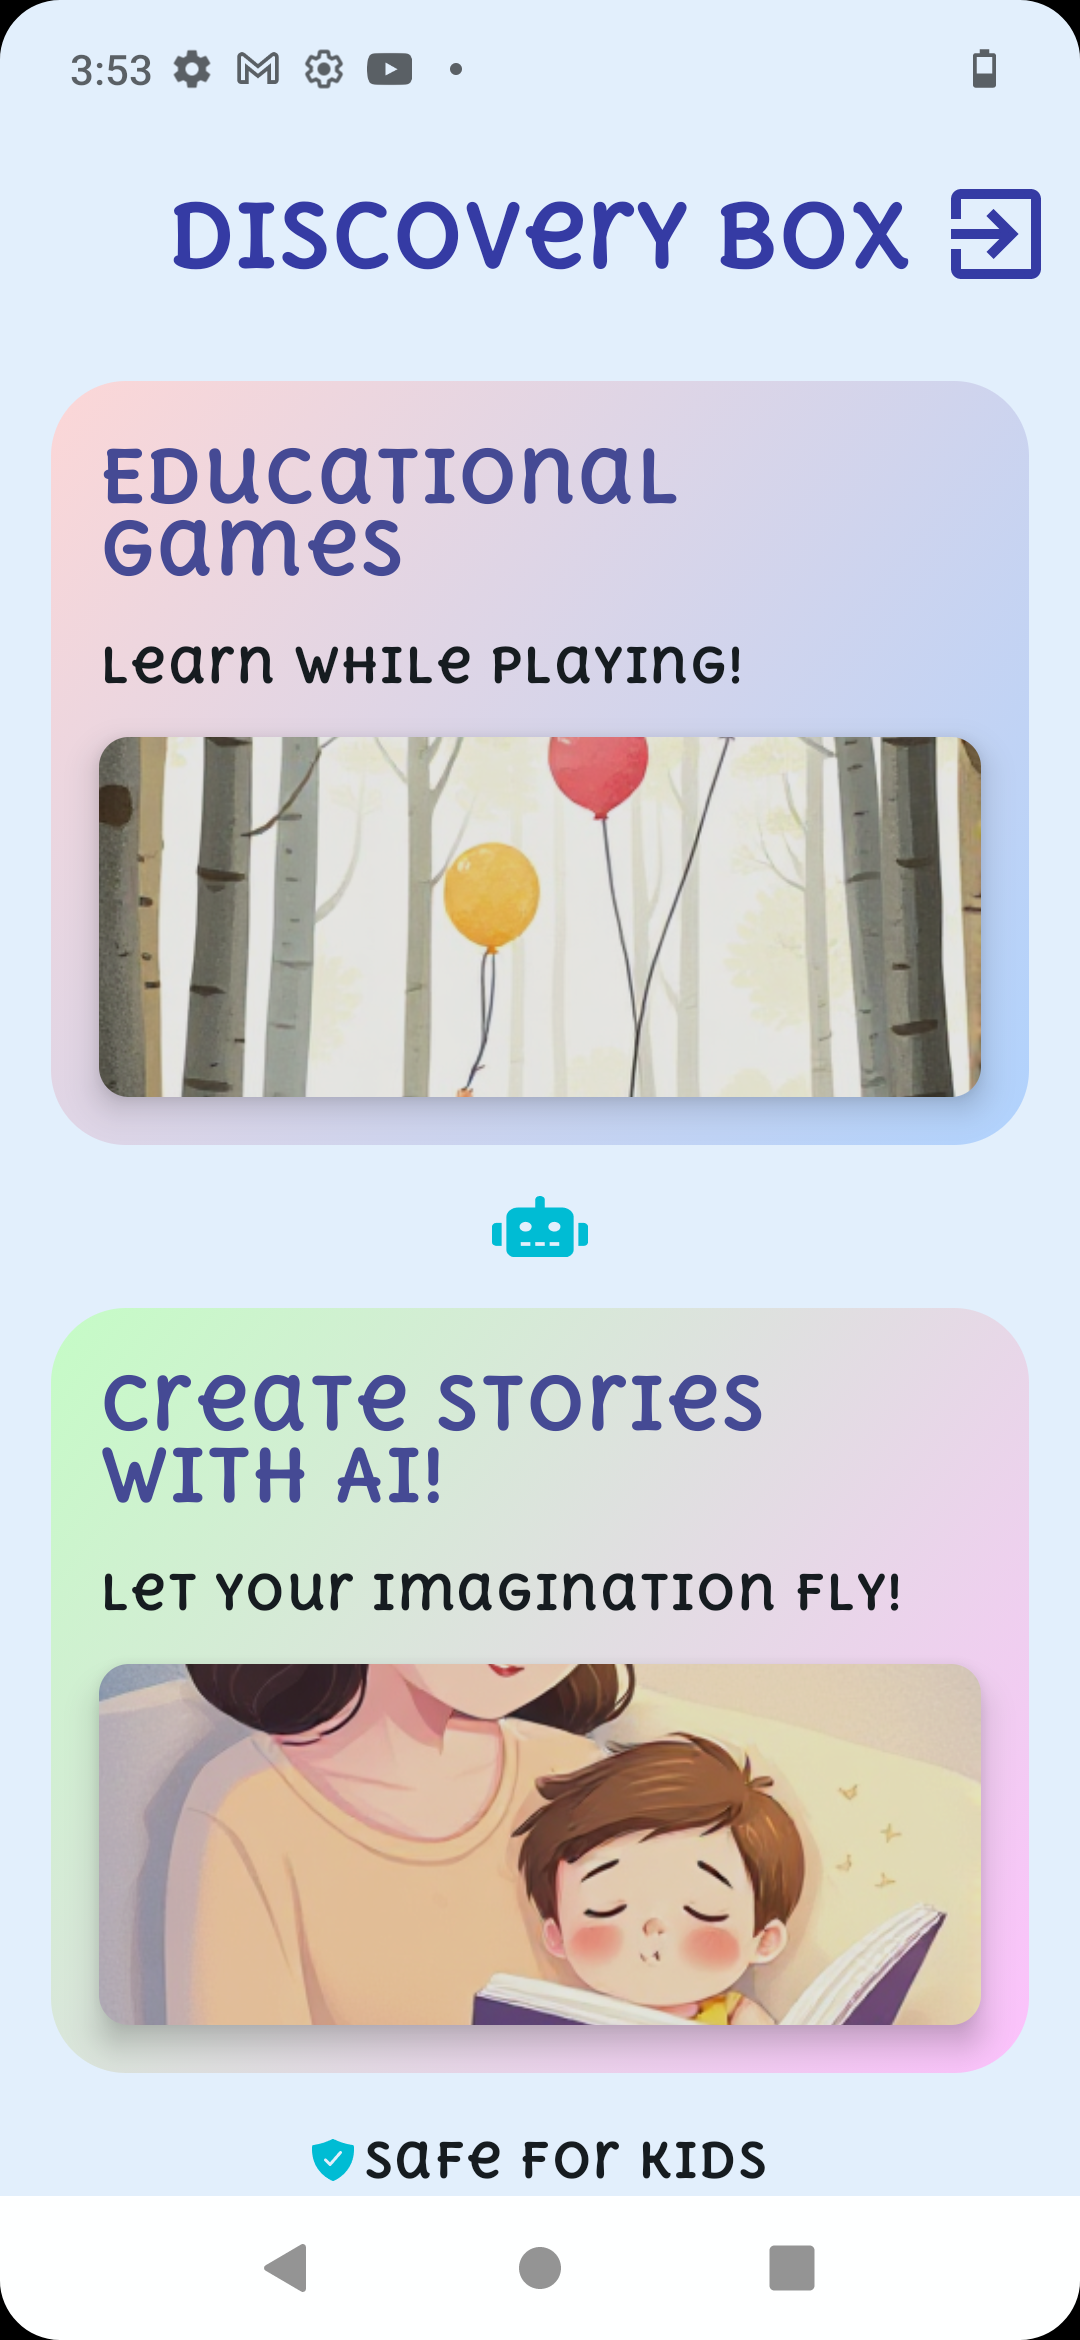 3:53
DISCOVERY BOX
EDUCATIONAL
GAMES
LEARN WHILE PLAYING!
CREATE STORIES
WITH AI!
LET YOUR IMAGINATION FLY!
SAFE FOR KIDS